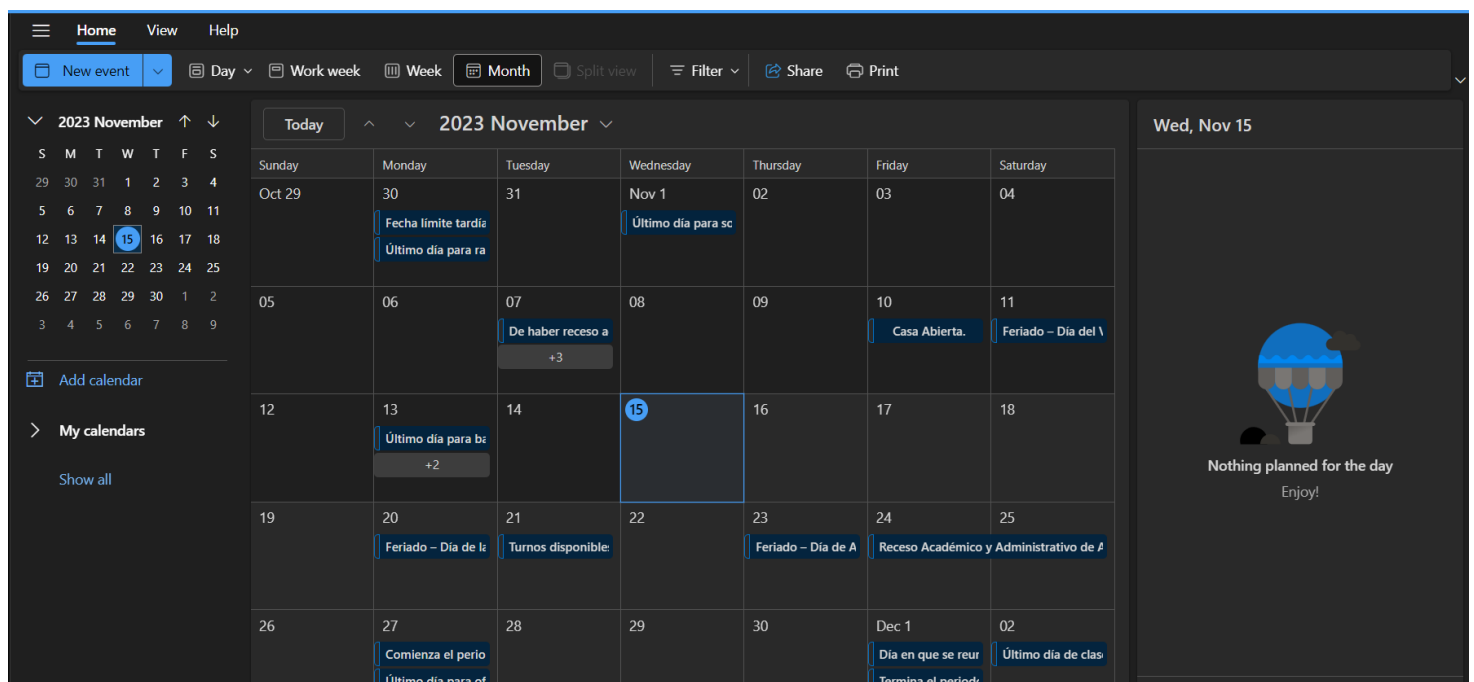 Home View Help
New event Day Work week Week Month Split view Filter Share Print
2023 November
S M T W T F S
29 30 31 1 2 3 4
5 6 7 8 9 10 11
12 13 14 15 16 17 18
19 20 21 22 23 24 25
26 27 28 29 30 1 2
3 4 5 6 7 8 9
Add calendar
My calendars
Show all
Today 2023 November
Sunday Monday Tuesday Wednesday Thursday Friday Saturday
Oct 29 30 31 Nov 1 02 03 04
Fecha límite tardía Último día para so
Último día para ra
05 06 07 08 09 10 11
De haber receso a Casa Abierta. Feriado – Día del V
+3
12 13 14 15 16 17 18
Último día para ba
+2
19 20 21 22 23 24 25
Feriado – Día de la Turnos disponibles Feriado – Día de A Receso Académico y Administrativo de A
26 27 28 29 30 Dec 1 02
Comienza el perio Día en que se reur Último día de clas
Último día para of Termina el periodo
Wed, Nov 15
Nothing planned for the day
Enjoy!